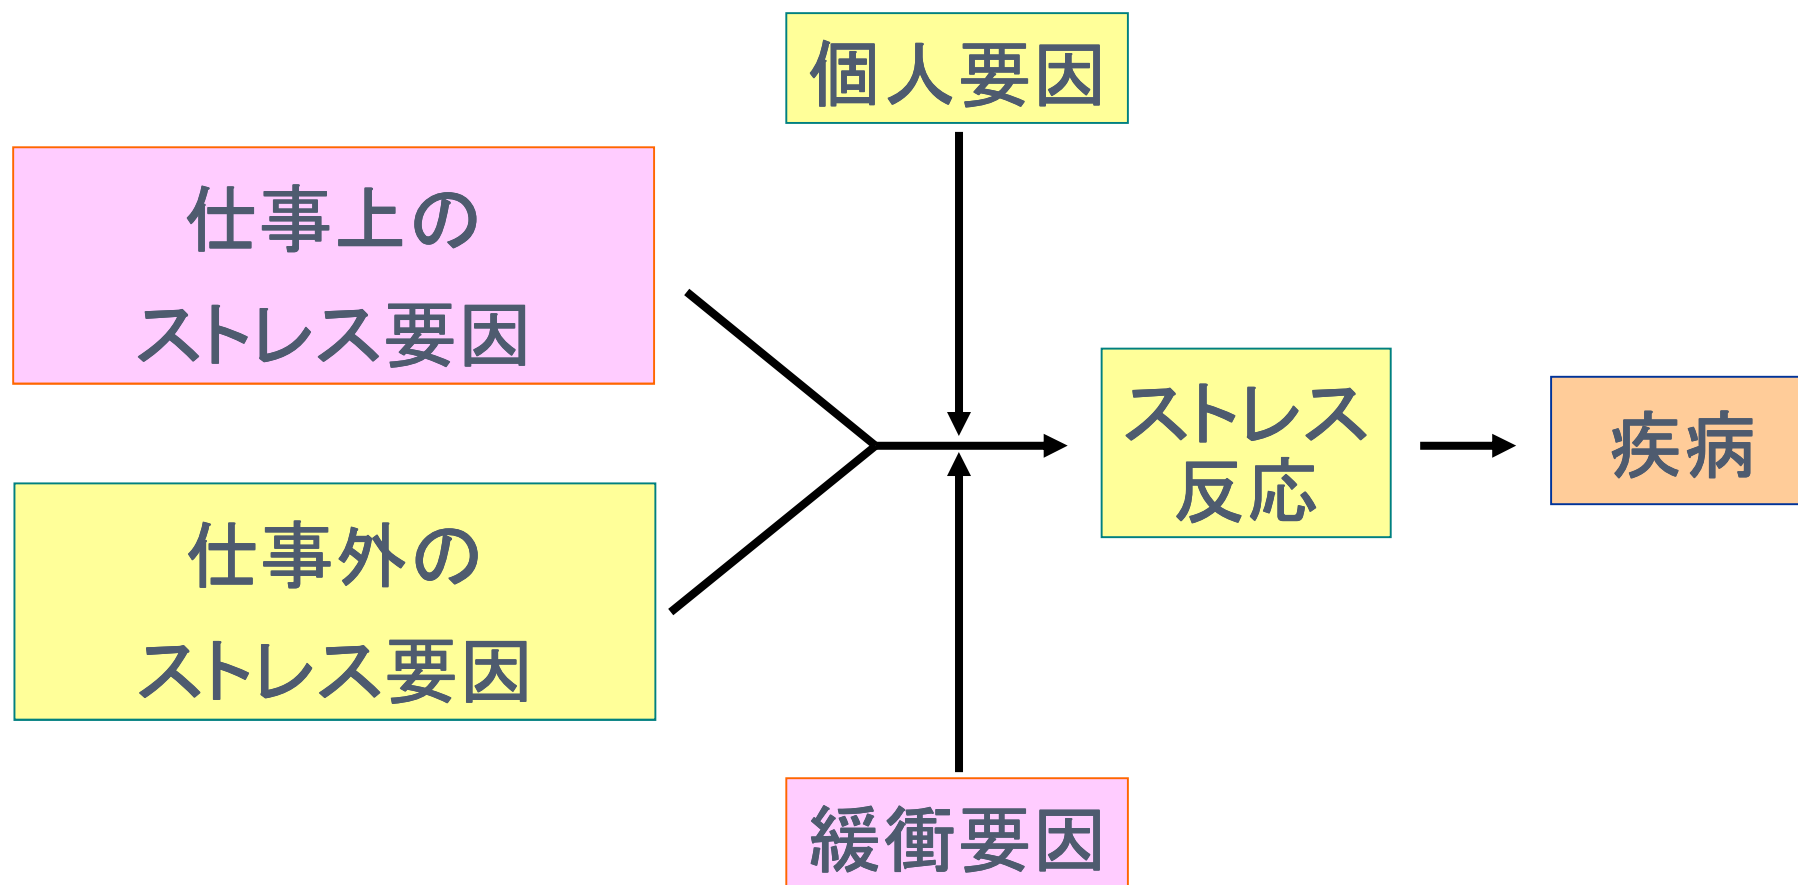 個人要因
仕事上の
ストレス要因
仕事外の
ストレス要因
ストレス
反応
疾病
緩衝要因